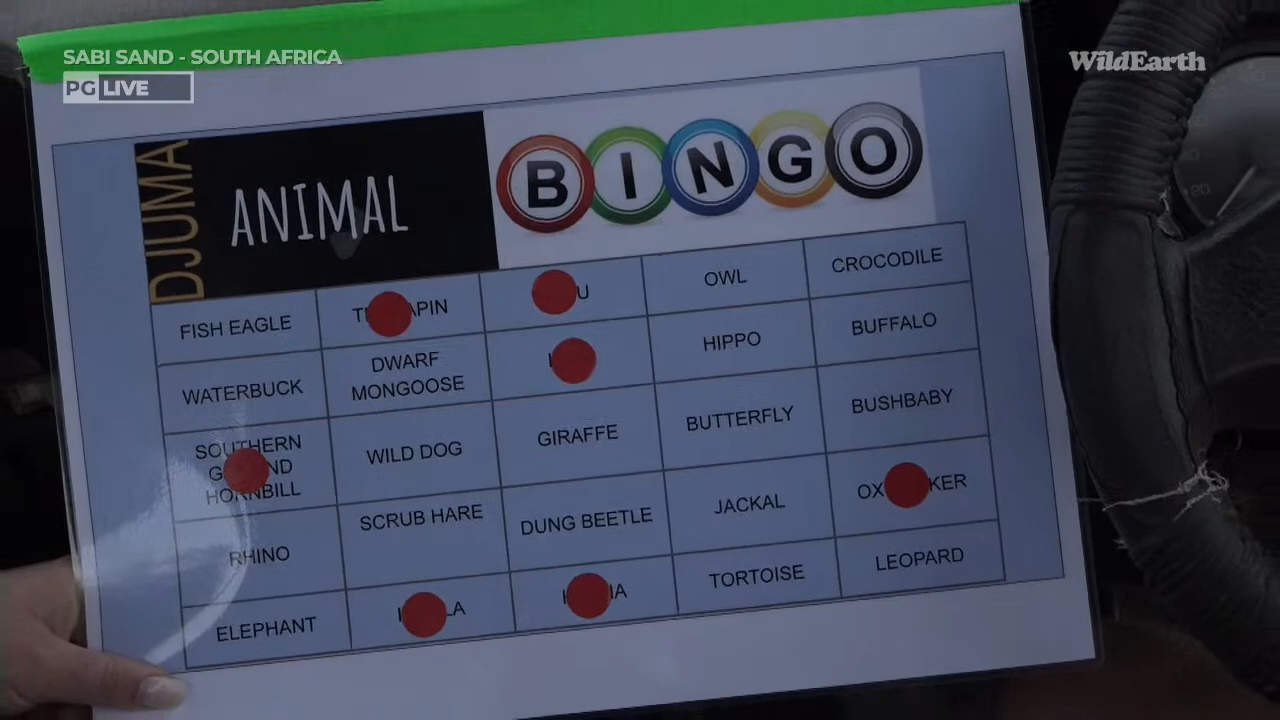 SABI SAND - SOUTH AFRICA
PG LIVE
WildEarth
DJUMA
ANIMAL
BINGO
FISH EAGLE
OWL
CROCODILE
WATERBUCK
DWARF
MONGOOSE
HIPPO
BUFFALO
SOUTHERN
HORNBILL
WILD DOG
GIRAFFE
BUTTERFLY
BUSHBABY
RHINO
SCRUB HARE
DUNG BEETLE
JACKAL
ELEPHANT
TORTOISE
LEOPARD